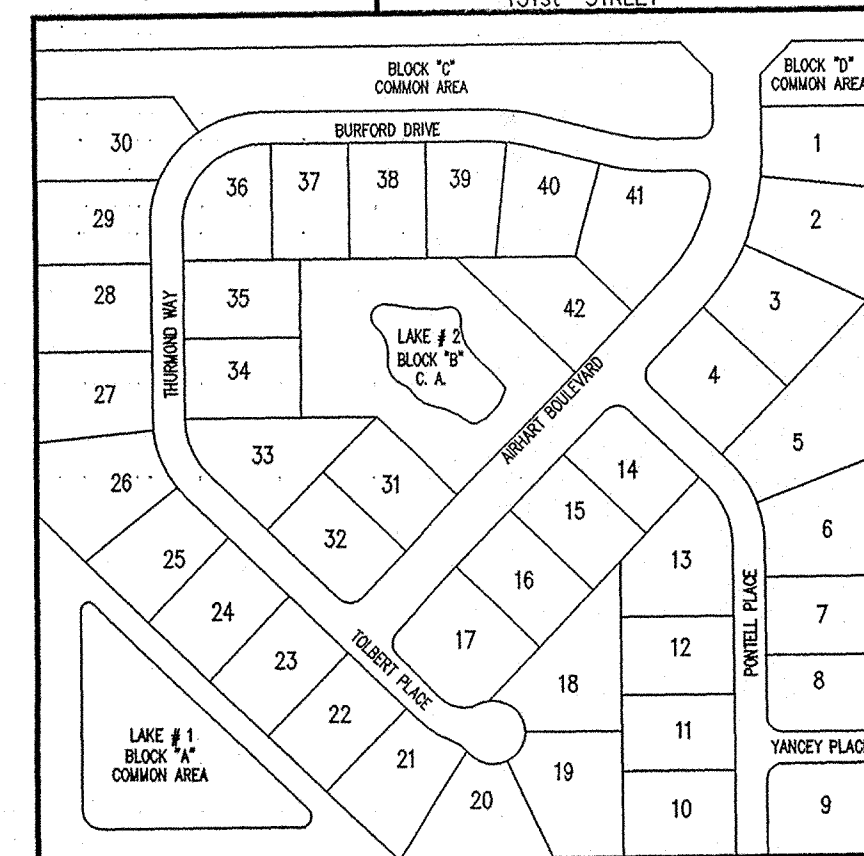 151st STREET
BLOCK "C"
COMMON AREA
BLOCK "D"
COMMON AREA
BURFORD DRIVE
30
1
36
37
38
39
40
41
29
2
28
35
42
3
THURMOND WAY
LAKE # 2
BLOCK "B"
C. A.
34
4
27
AIRHART BOULEVARD
5
33
14
26
31
15
6
32
25
16
13
PONTELL PLACE
24
7
17
12
23
TOLBERT PLACE
18
8
22
11
LAKE # 1
BLOCK "A"
COMMON AREA
YANCEY PLAC
21
19
20
10
9